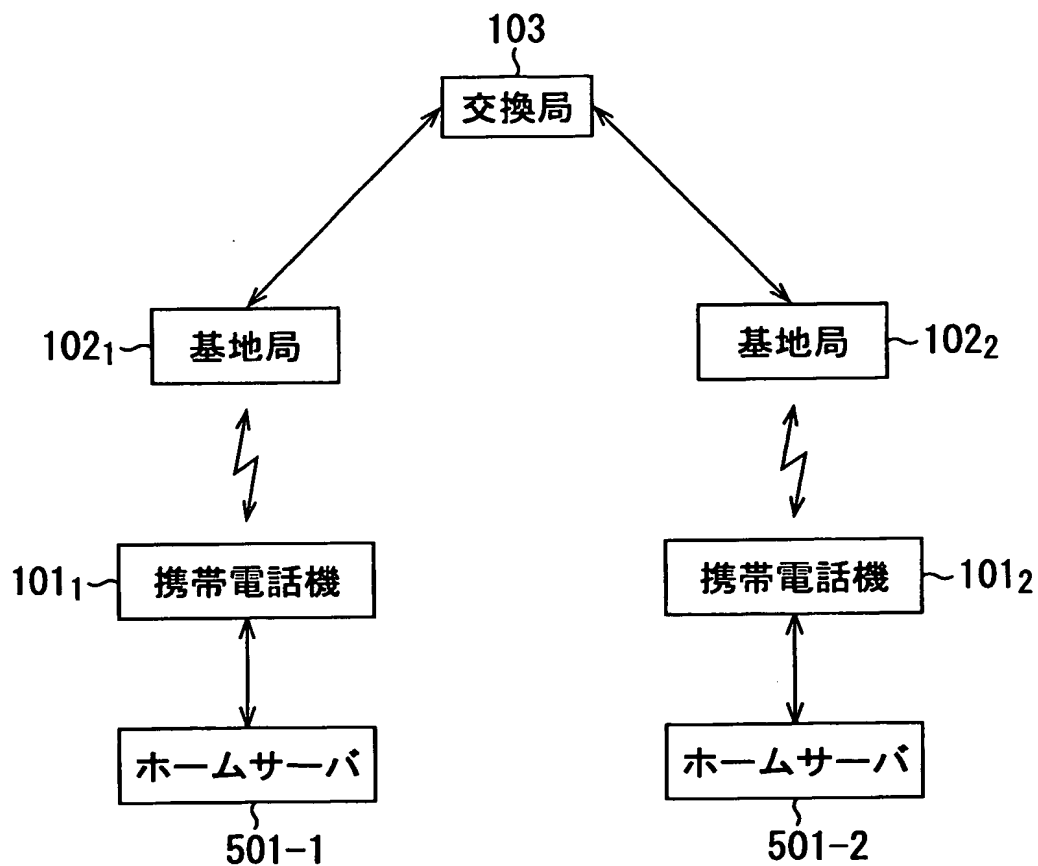 103
交換局
102₁ 基地局 基地局 102₂
101₁ 携帯電話機 携帯電話機 101₂
ホームサーバ ホームサーバ
501-1 501-2